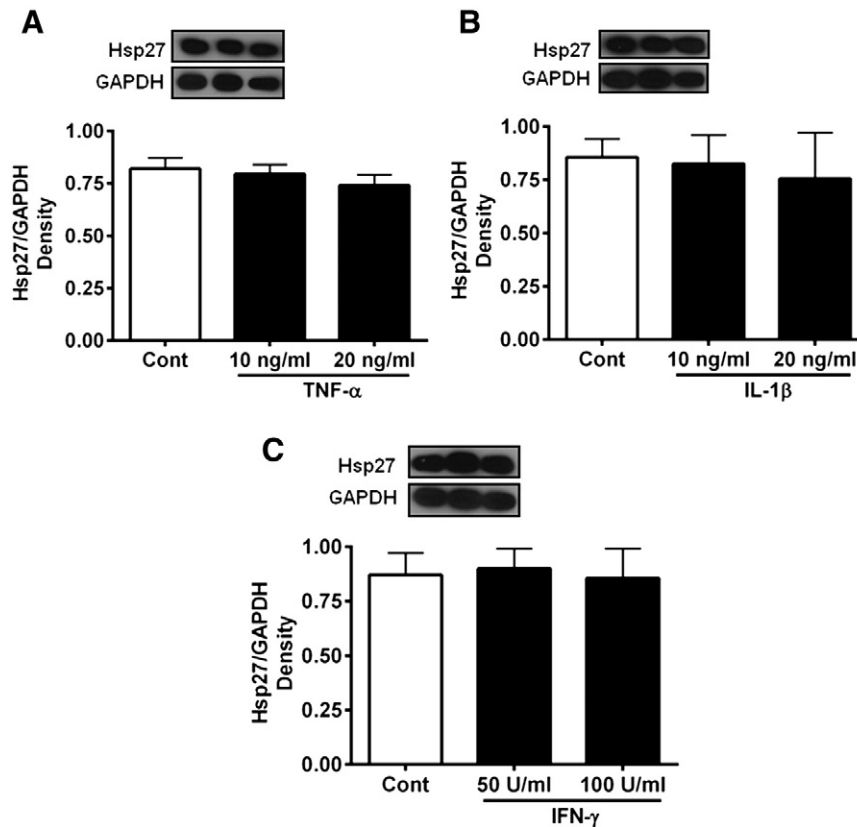 A
Hsp27
GAPDH
Hsp27/GAPDH
Density
1.00
0.75
0.50
0.25
0.00
Cont
10 ng/ml
20 ng/ml
TNF-α
B
Hsp27
GAPDH
Hsp27/GAPDH
Density
1.00
0.75
0.50
0.25
0.00
Cont
10 ng/ml
20 ng/ml
IL-1β
C
Hsp27
GAPDH
Hsp27/GAPDH
Density
1.00
0.75
0.50
0.25
0.00
Cont
50 U/ml
100 U/ml
IFN-γ